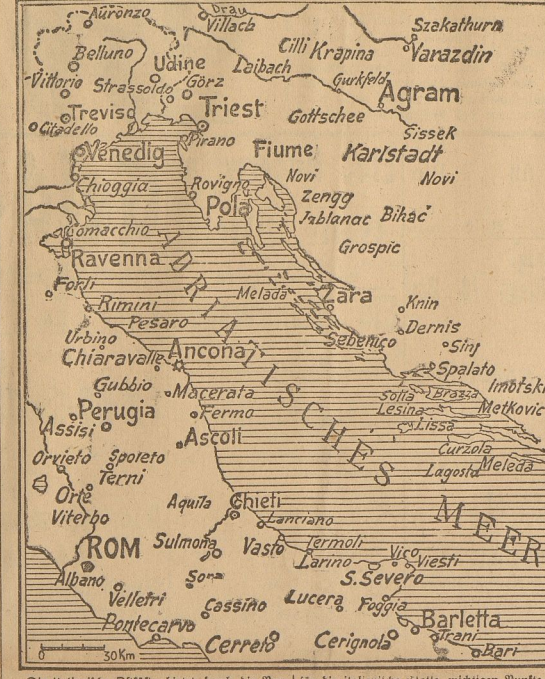 Auronzo
Drau
Villach
Szakathurn
Belluno
Cilli
Krapina
Varazdin
Udine
Laibach
Vittorio
Strassoldo
Görz
Gurkfeld
Agram
Treviso
Triest
Gottschee
Citadello
Sissek
Pirano
Venedig
Fiume
Karlstadt
Chioggia
Rovigno
Novi
Novi
Zengg
Pola
Jablanac
Bihać
Comacchio
Grospic
Ravenna
Forli
Melada
Zara
Rimini
Knin
Pesaro
Dernis
Urbino
Sebenico
Sinj
Chiaravalle
Ancona
Spalato
Gubbio
Macerata
Solta
Brazza
Imotski
Perugia
Fermo
Lesina
Metkovic
Assisi
Lissa
Ascoli
Orvieto
Spoleto
Curzola
Terni
Lagosta
Meleda
Orte
ADRIATISCHES MEER
Viterbo
Aquila
Chieti
Lanciano
ROM
Sulmona
Vasto
Termoli
Larino
Vico
Viesti
Albano
Sora
S. Severo
Velletri
Cassino
Lucera
Foggia
Pontecarvo
Barletta
Cerreto
Cerignola
Trani
Bari
0 30 Km